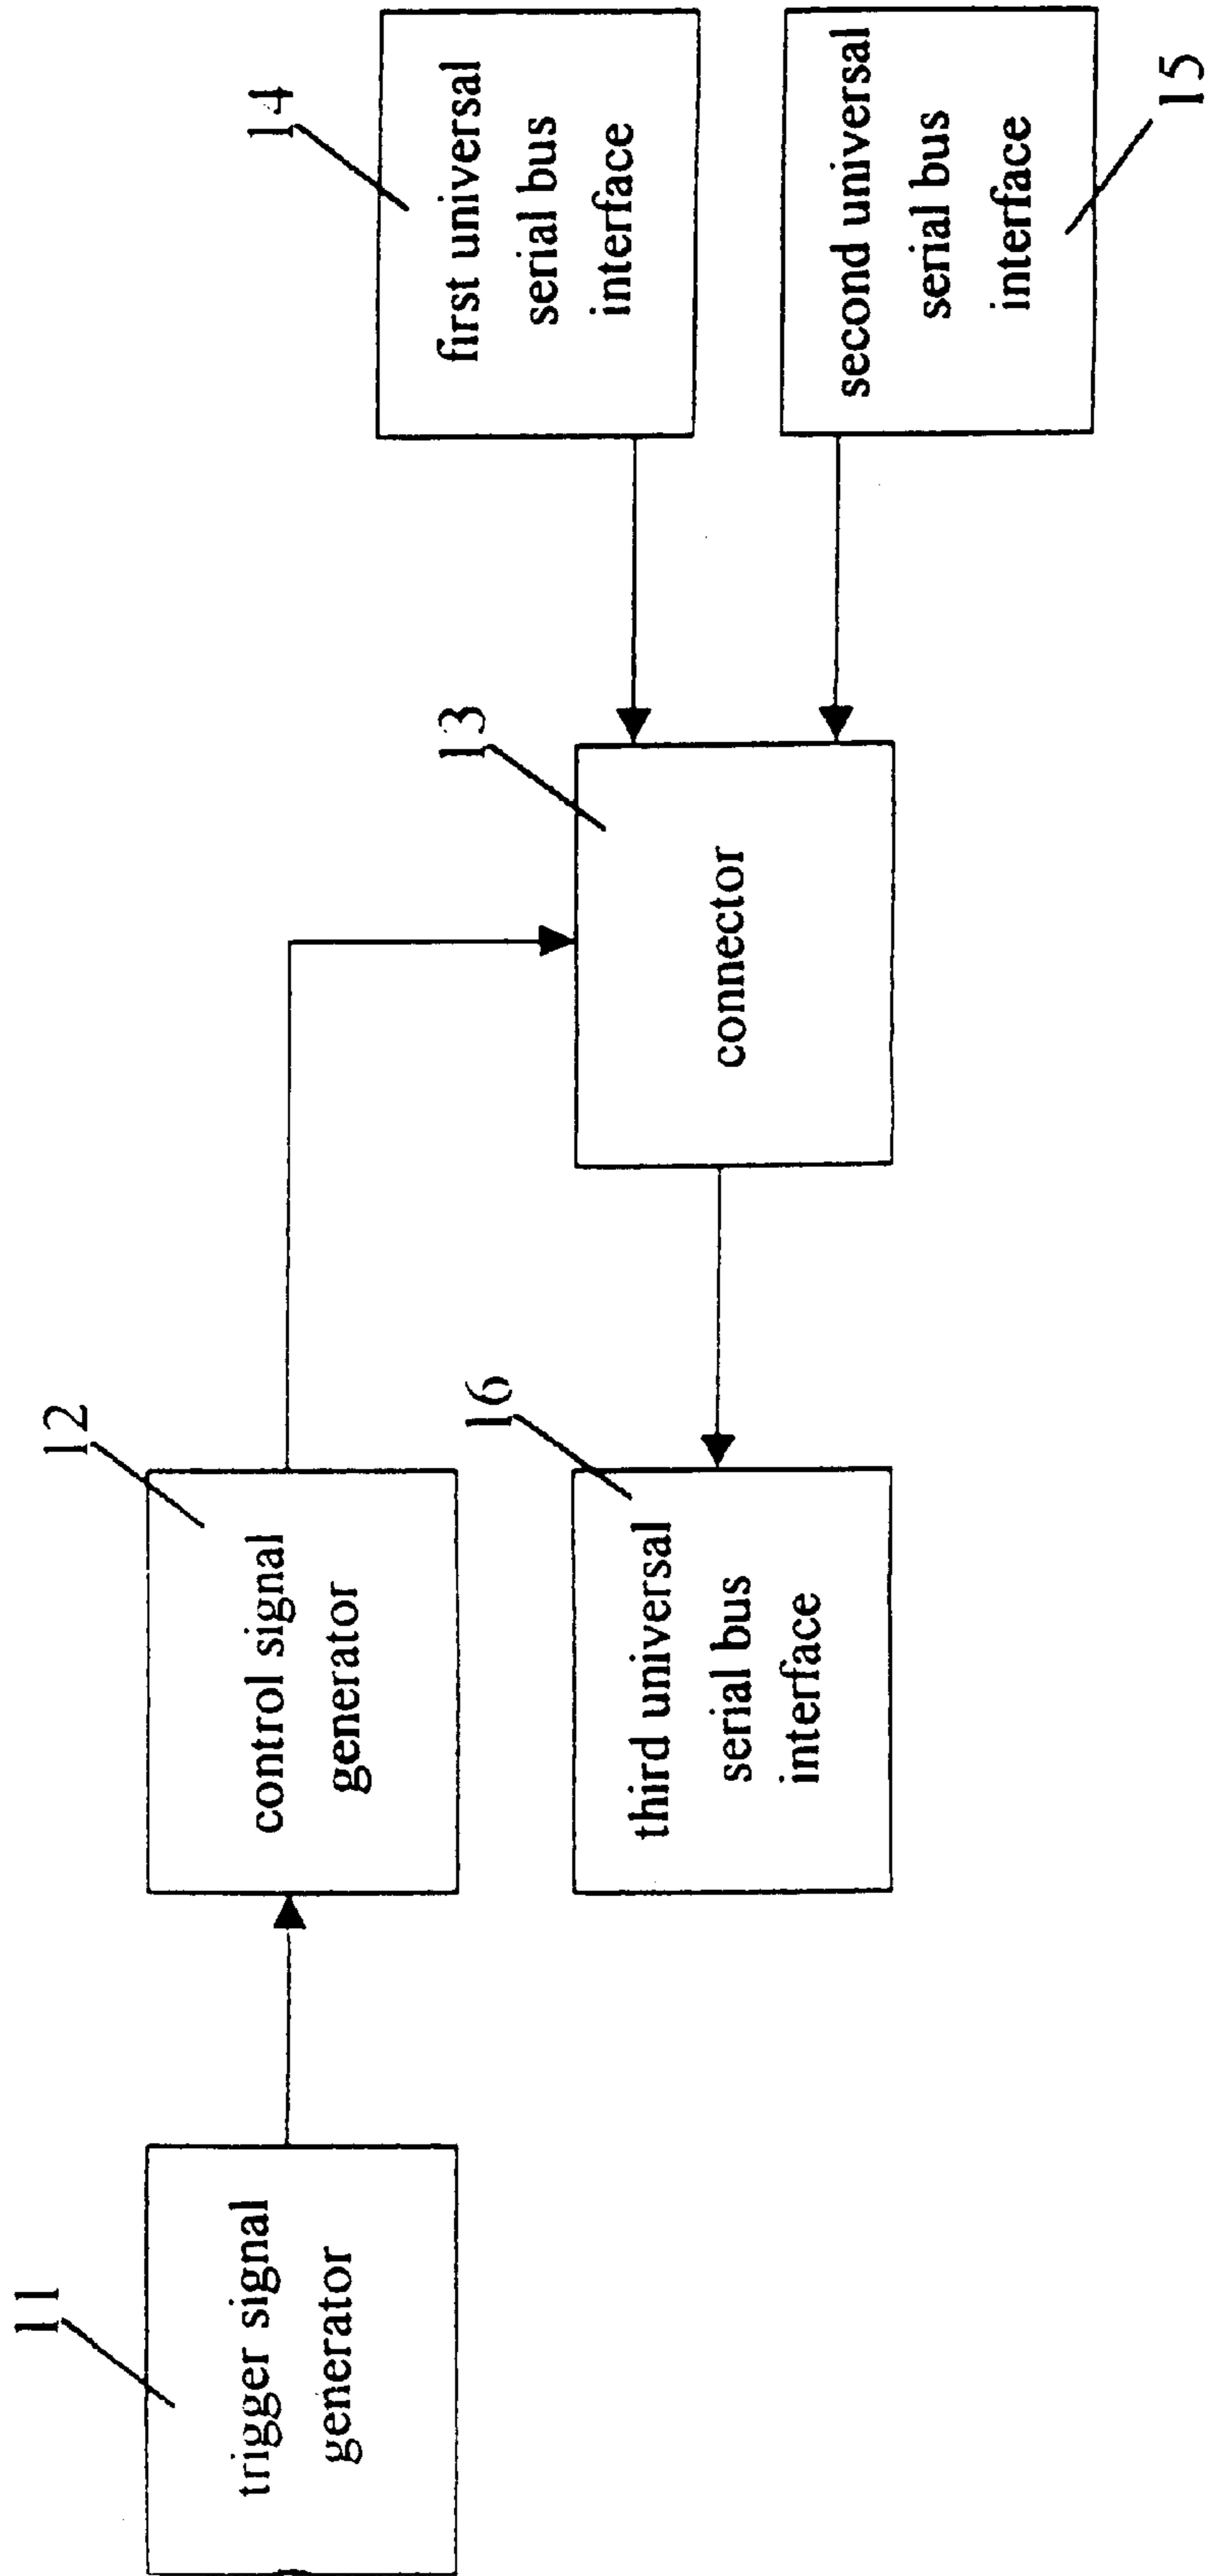 11
trigger signal
generator
12
control signal
generator
16
third universal
serial bus
interface
13
connector
14
first universal
serial bus
interface
second universal
serial bus
interface
15